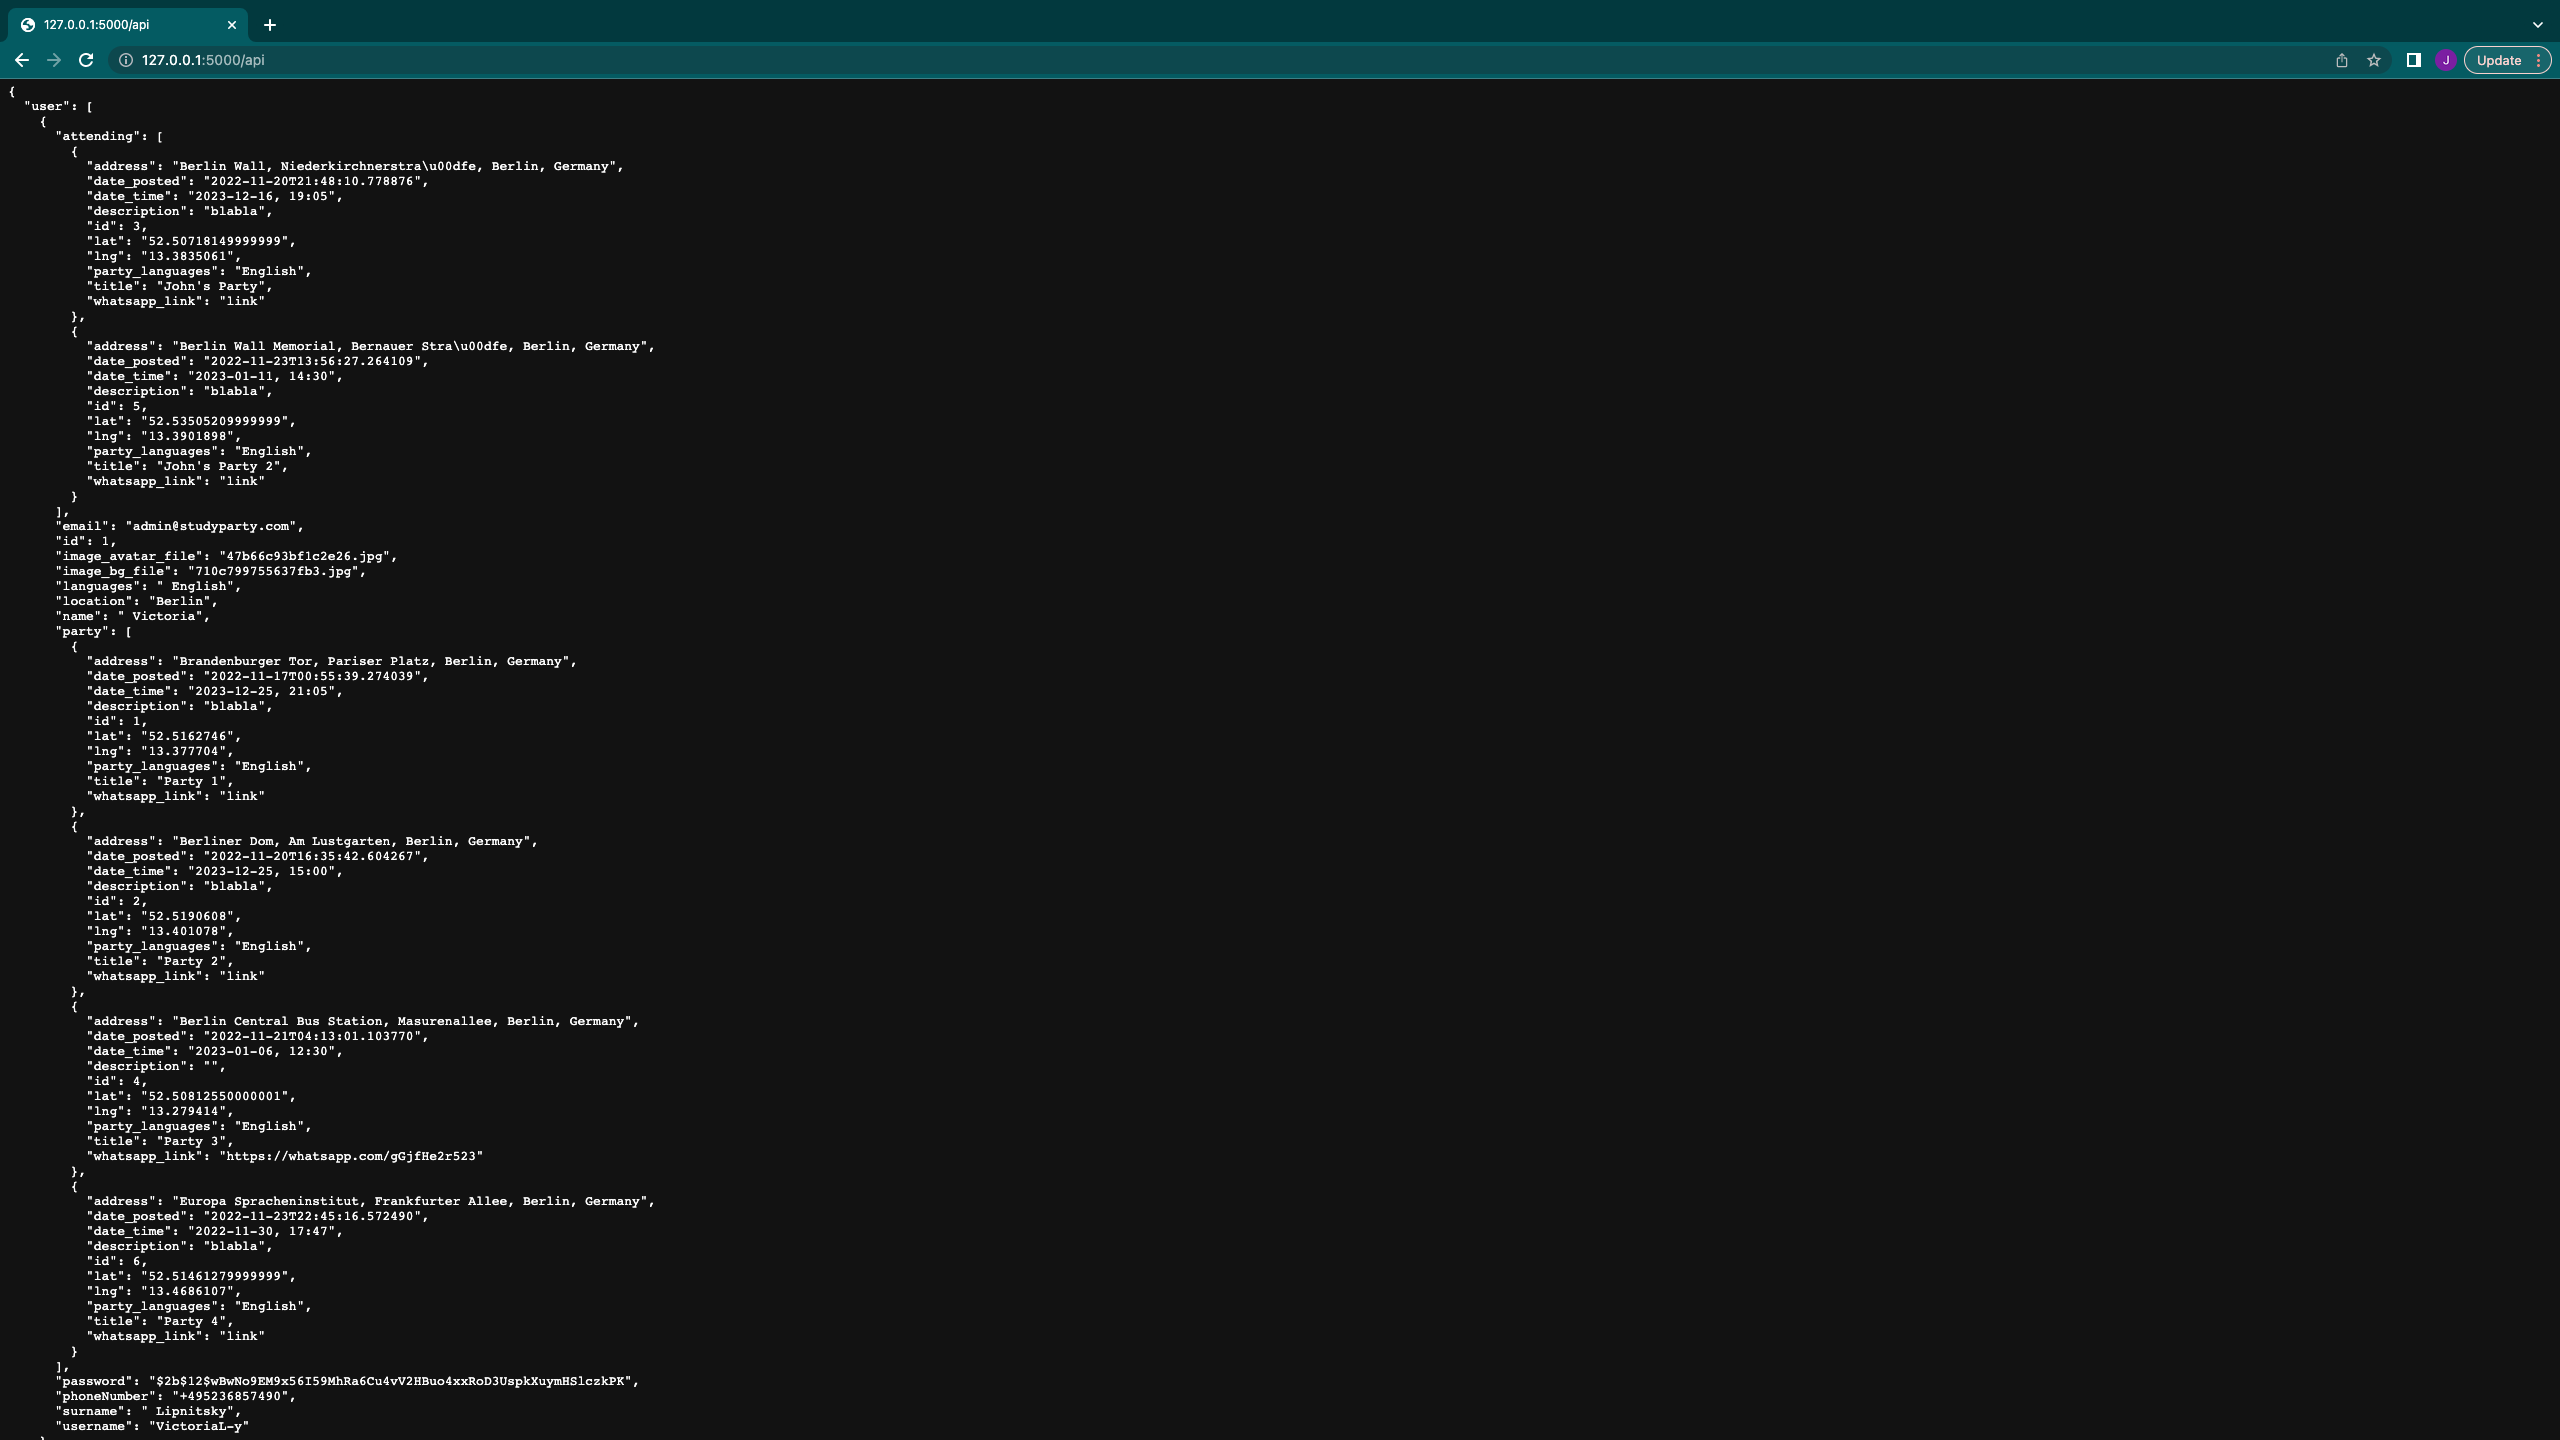 127.0.0.1:5000/api
127.0.0.1:5000/api
J
Update
{
  "user": [
    {
      "attending": [
        {
          "address": "Berlin Wall, Niederkirchnerstra\u00dfe, Berlin, Germany",
          "date_posted": "2022-11-20T21:48:10.778876",
          "date_time": "2023-12-16, 19:05",
          "description": "blabla",
          "id": 3,
          "lat": "52.50718149999999",
          "lng": "13.3835061",
          "party_languages": "English",
          "title": "John's Party",
          "whatsapp_link": "link"
        },
        {
          "address": "Berlin Wall Memorial, Bernauer Stra\u00dfe, Berlin, Germany",
          "date_posted": "2022-11-23T13:56:27.264109",
          "date_time": "2023-01-11, 14:30",
          "description": "blabla",
          "id": 5,
          "lat": "52.53505209999999",
          "lng": "13.3901898",
          "party_languages": "English",
          "title": "John's Party 2",
          "whatsapp_link": "link"
        }
      ],
      "email": "admin@studyparty.com",
      "id": 1,
      "image_avatar_file": "47b66c93bf1c2e26.jpg",
      "image_bg_file": "710c799755637fb3.jpg",
      "languages": " English",
      "location": "Berlin",
      "name": " Victoria",
      "party": [
        {
          "address": "Brandenburger Tor, Pariser Platz, Berlin, Germany",
          "date_posted": "2022-11-17T00:55:39.274039",
          "date_time": "2023-12-25, 21:05",
          "description": "blabla",
          "id": 1,
          "lat": "52.5162746",
          "lng": "13.377704",
          "party_languages": "English",
          "title": "Party 1",
          "whatsapp_link": "link"
        },
        {
          "address": "Berliner Dom, Am Lustgarten, Berlin, Germany",
          "date_posted": "2022-11-20T16:35:42.604267",
          "date_time": "2023-12-25, 15:00",
          "description": "blabla",
          "id": 2,
          "lat": "52.5190608",
          "lng": "13.401078",
          "party_languages": "English",
          "title": "Party 2",
          "whatsapp_link": "link"
        },
        {
          "address": "Berlin Central Bus Station, Masurenallee, Berlin, Germany",
          "date_posted": "2022-11-21T04:13:01.103770",
          "date_time": "2023-01-06, 12:30",
          "description": "",
          "id": 4,
          "lat": "52.50812550000001",
          "lng": "13.279414",
          "party_languages": "English",
          "title": "Party 3",
          "whatsapp_link": "https://whatsapp.com/gGjfHe2r523"
        },
        {
          "address": "Europa Spracheninstitut, Frankfurter Allee, Berlin, Germany",
          "date_posted": "2022-11-23T22:45:16.572490",
          "date_time": "2022-11-30, 17:47",
          "description": "blabla",
          "id": 6,
          "lat": "52.51461279999999",
          "lng": "13.4686107",
          "party_languages": "English",
          "title": "Party 4",
          "whatsapp_link": "link"
        }
      ],
      "password": "$2b$12$wBwNo9EM9x56I59MhRa6Cu4vV2HBuo4xxRoD3UspkXuymHSlczkPK",
      "phoneNumber": "+495236857490",
      "surname": " Lipnitsky",
      "username": "VictoriaL-y"